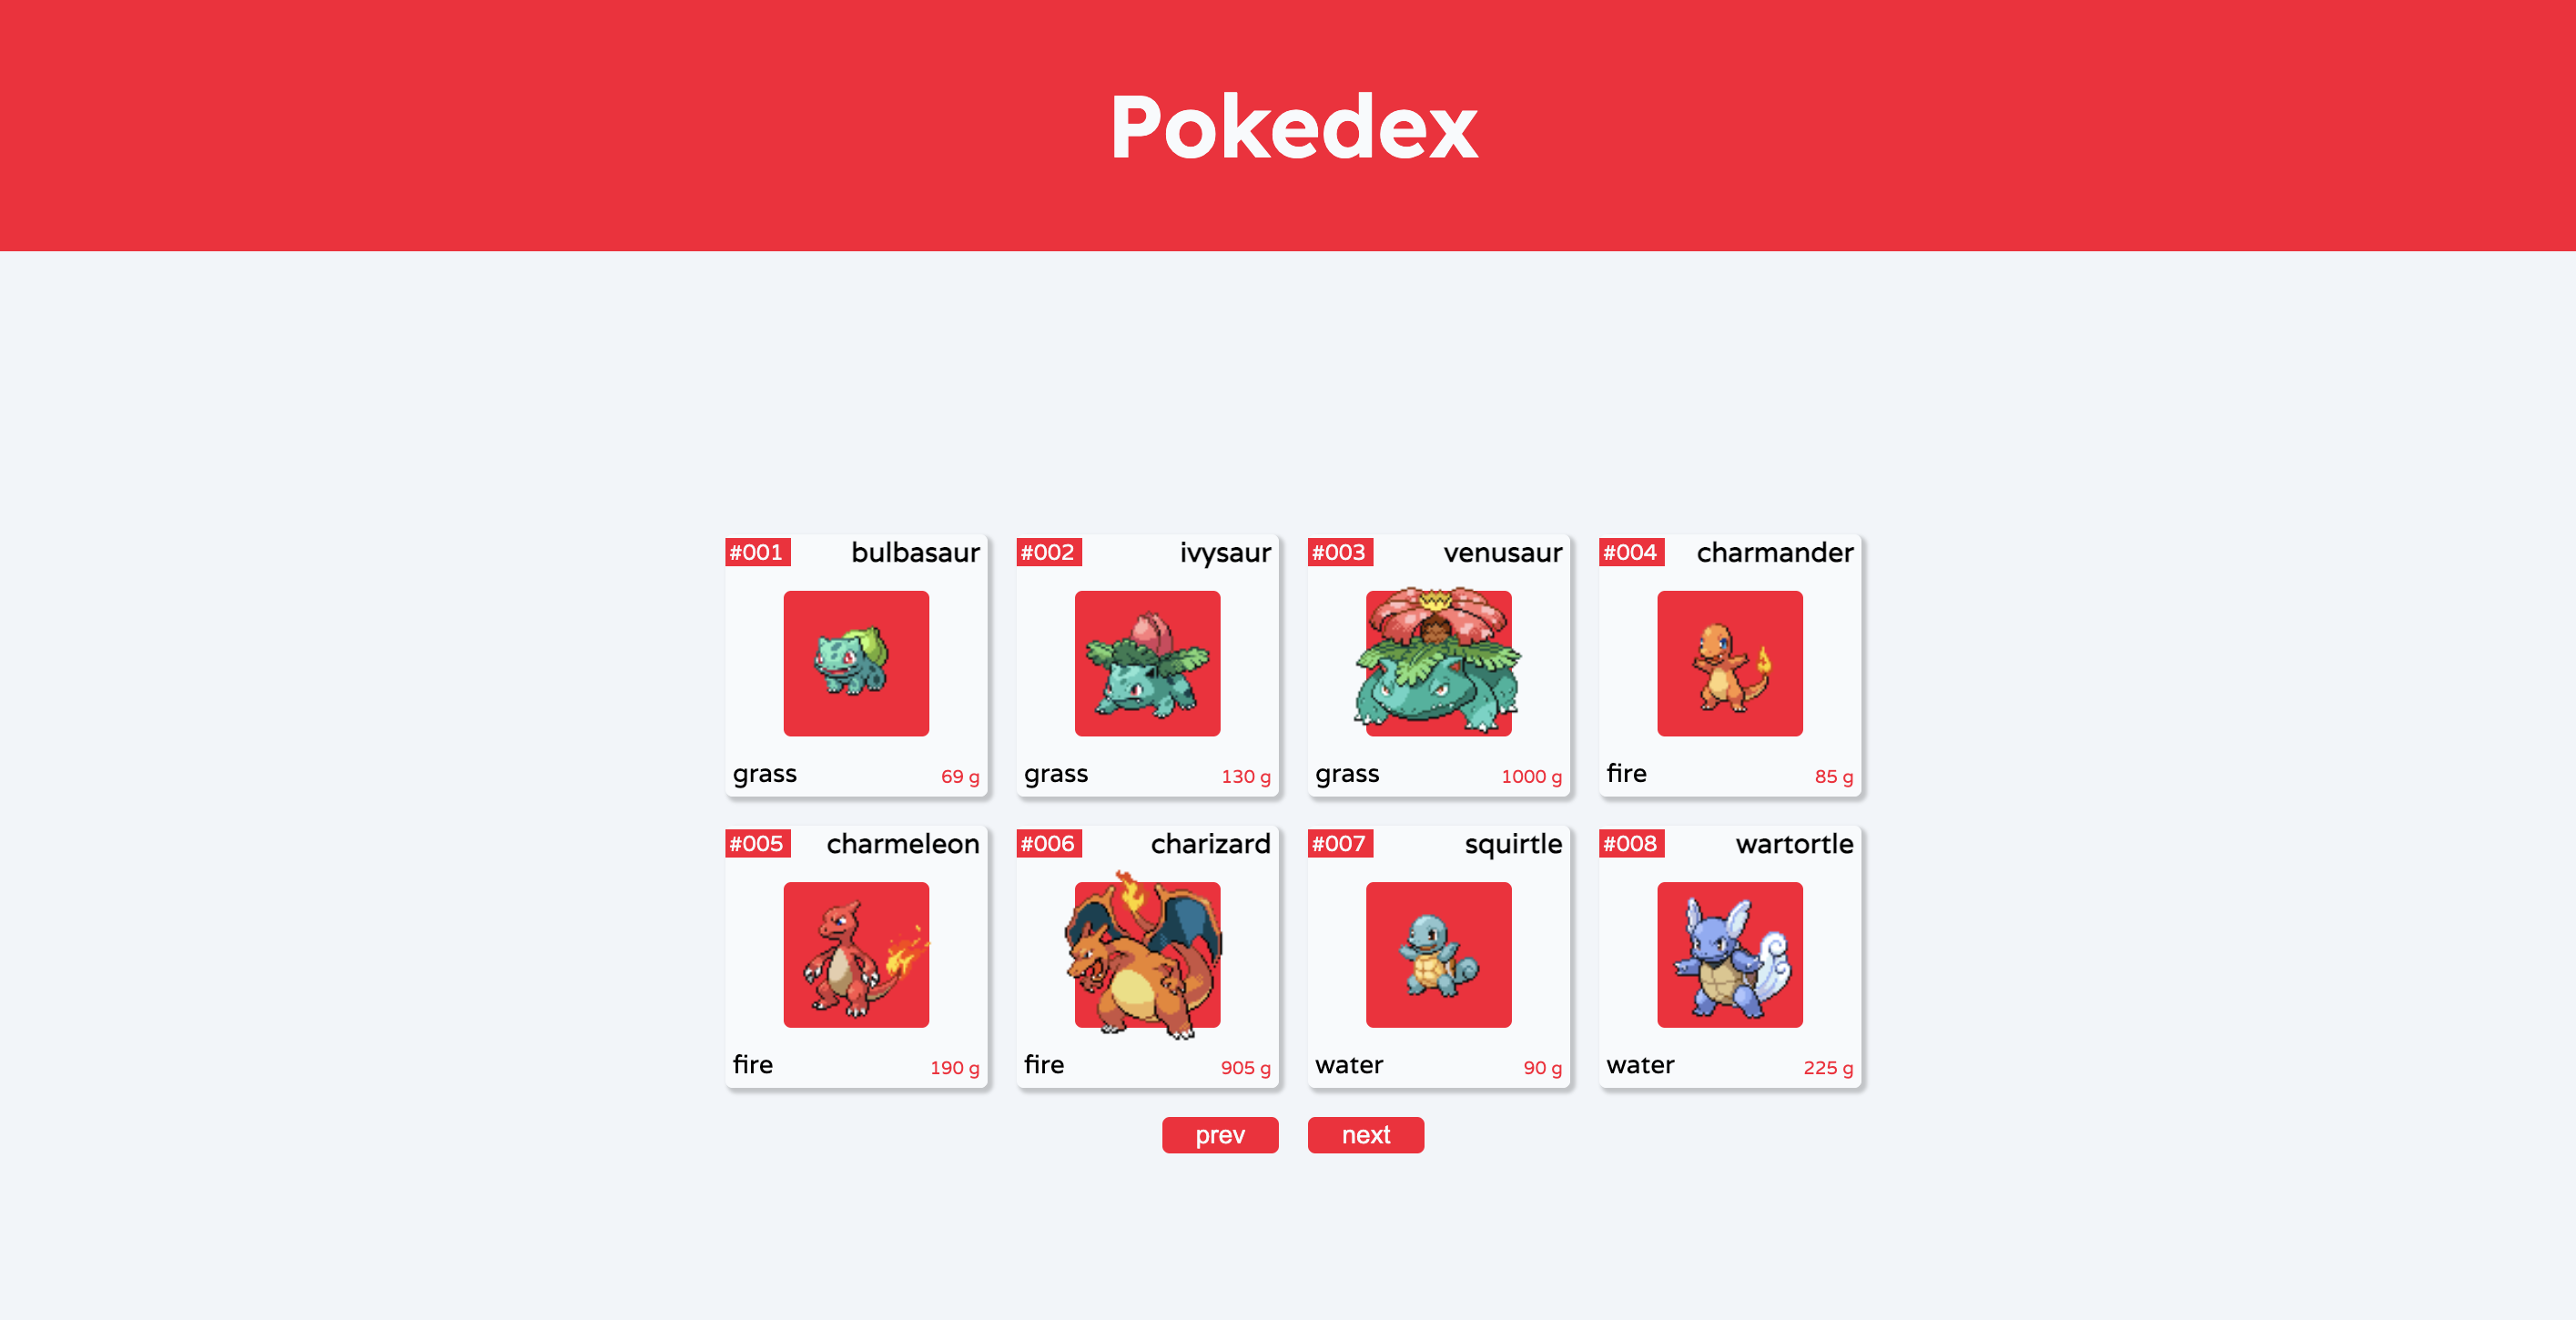 Pokedex
#001 bulbasaur
grass 69 g
#002 ivysaur
grass 130 g
#003 venusaur
grass 1000 g
#004 charmander
fire 85 g
#005 charmeleon
fire 190 g
#006 charizard
fire 905 g
#007 squirtle
water 90 g
#008 wartortle
water 225 g
prev next